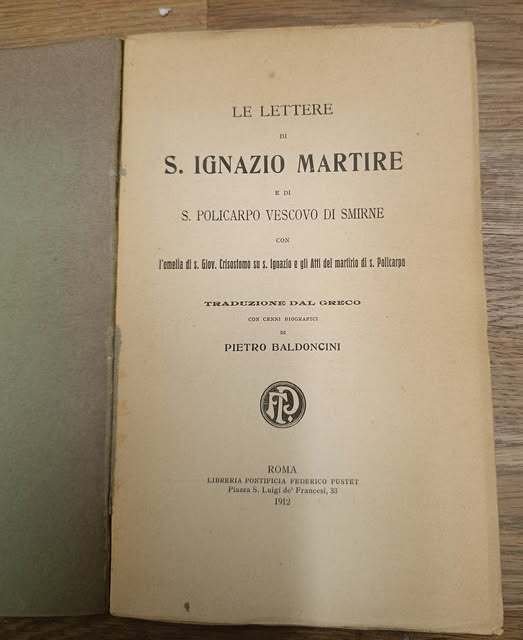 LE LETTERE
DI
S. IGNAZIO MARTIRE
E DI
S. POLICARPO VESCOVO DI SMIRNE
CON
l'omelia di s. Giov. Crisostomo su s. Ignazio e gli Atti del martirio di s. Policarpo
TRADUZIONE DAL GRECO
CON CENNI BIOGRAFICI
DI
PIETRO BALDONCINI
ROMA
LIBRERIA PONTIFICIA FEDERICO PUSTET
Piazza S. Luigi de' Francesi, 33
1912